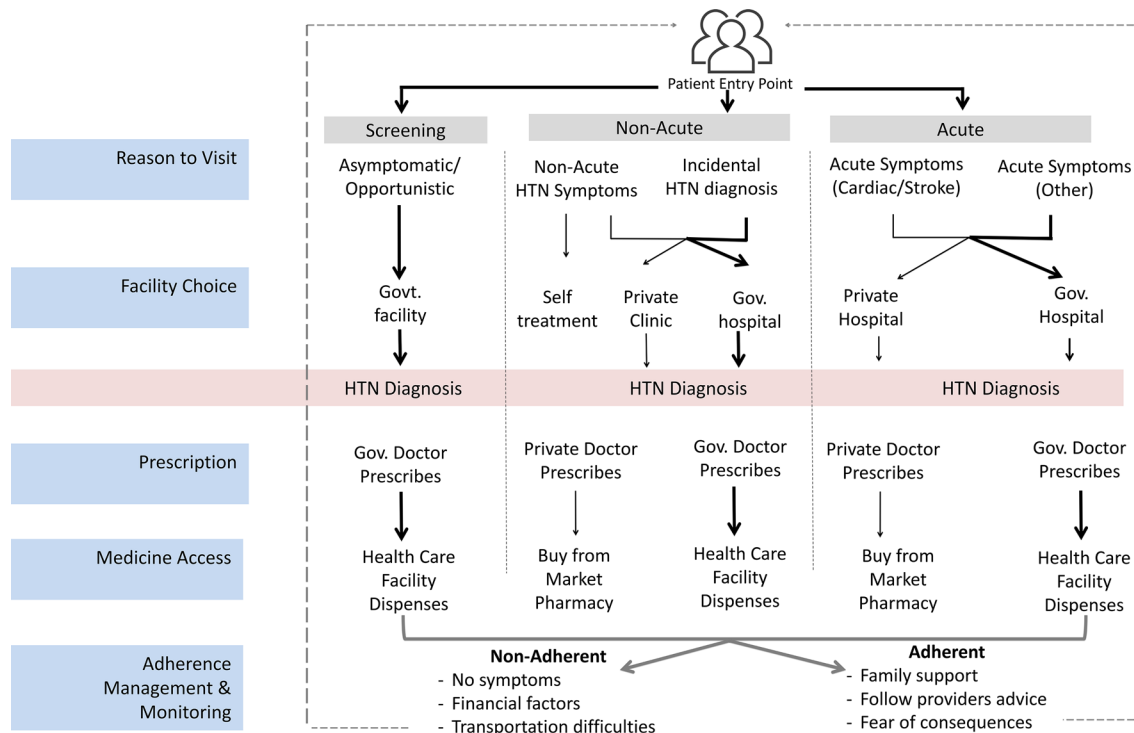 Patient Entry Point
Screening
Non-Acute
Acute
Reason to Visit
Asymptomatic/
Opportunistic
Non-Acute
HTN Symptoms
Incidental
HTN diagnosis
Acute Symptoms
(Cardiac/Stroke)
Acute Symptoms
(Other)
Facility Choice
Govt.
facility
Self
treatment
Private
Clinic
Gov.
hospital
Private
Hospital
Gov.
Hospital
HTN Diagnosis
HTN Diagnosis
HTN Diagnosis
Prescription
Gov. Doctor
Prescribes
Private Doctor
Prescribes
Gov. Doctor
Prescribes
Private Doctor
Prescribes
Gov. Doctor
Prescribes
Medicine Access
Health Care
Facility
Dispenses
Buy from
Market
Pharmacy
Health Care
Facility
Dispenses
Buy from
Market
Pharmacy
Health Care
Facility
Dispenses
Adherence
Management &
Monitoring
Non-Adherent
- No symptoms
- Financial factors
- Transportation difficulties
Adherent
- Family support
- Follow providers advice
- Fear of consequences